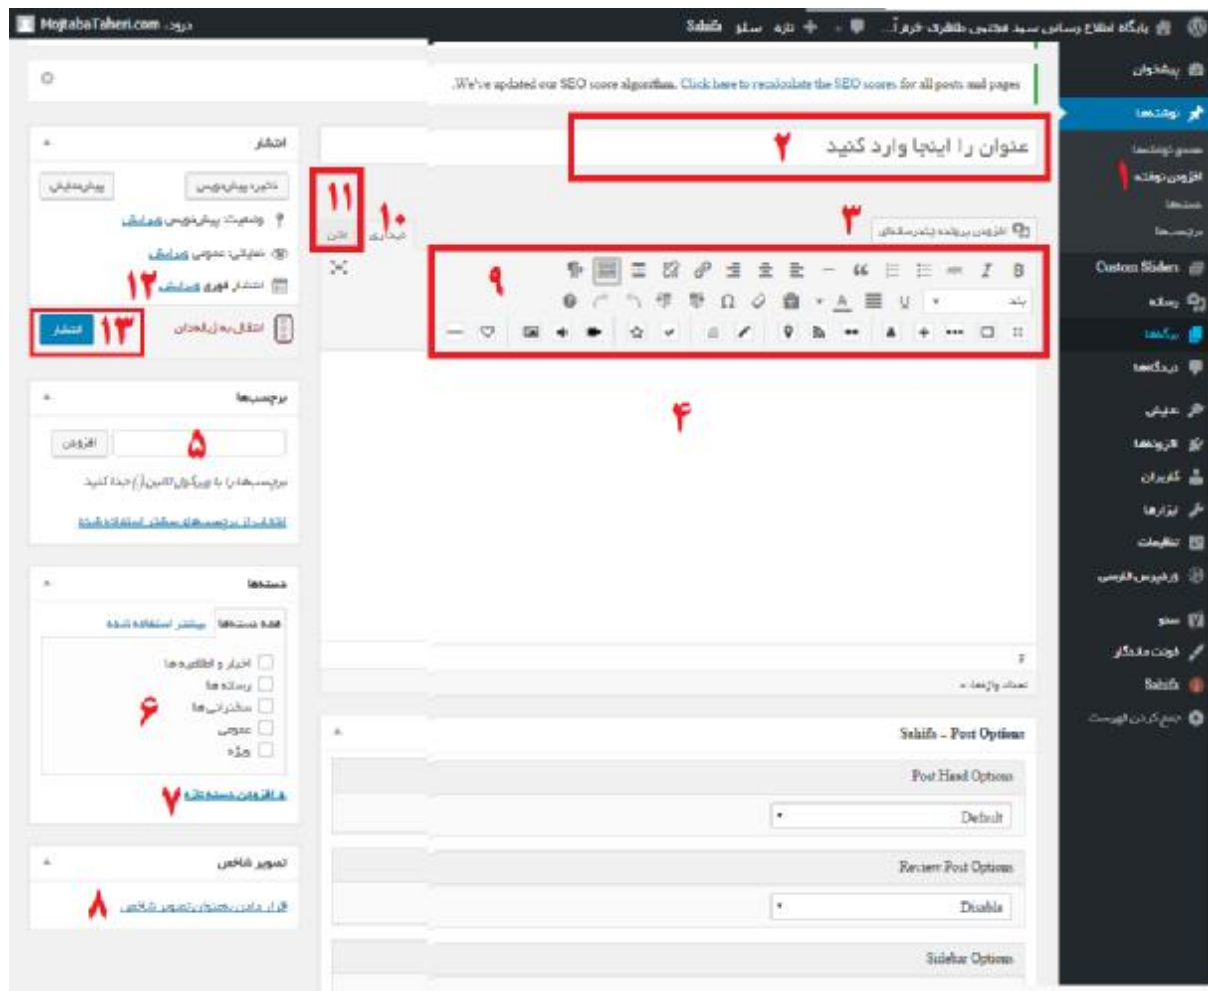 پایگاه اطلاع رسانی سید مجتبی طاهری خرم آ...
تازه
سئو
Sahifa
درود، MojtabaTaheri.com
پیشخوان
نوشته‌ها
همهی نوشته‌ها
افزودن نوشته
۱
دسته‌ها
برچسب‌ها
Custom Sliders
رسانه
برگه‌ها
دیدگاه‌ها
نمایش
افزونه‌ها
کاربران
ابزارها
تنظیمات
وردپرس فارسی
سئو
فونت ماندگار
Sahifa
جمع کردن فهرست
We've updated our SEO score algorithm. Click here to recalculate the SEO scores for all posts and pages.
عنوان را اینجا وارد کنید
۲
افزودن پرونده چندرسانه‌ای
۳
دیداری
۱۰
متن
۱۱
۹
B I
بند
U A
۴
تعداد واژه‌ها: ۰
Sahifa – Post Options
Post Head Options
Default
Review Post Options
Disable
Sidebar Options
انتشار
ذخیره پیش‌نویس
پیش‌نمایش
وضعیت: پیش‌نویس ویرایش
نمایانی: عمومی ویرایش
انتشار فوری ویرایش
۱۲
انتقال به زباله‌دان
۱۳
انتشار
برچسب‌ها
۵
افزودن
برچسب‌ها را با ویرگول لاتین (,) جدا کنید
انتخاب از برچسب‌های بیشتر استفاده شده
دسته‌ها
همه دسته‌ها
بیشتر استفاده شده
اخبار و اطلاعیه ها
رسانه ها
سخنرانی ها
عمومی
ویژه
۶
+ افزودن دسته تازه
۷
تصویر شاخص
قرار دادن به‌عنوان تصویر شاخص
۸